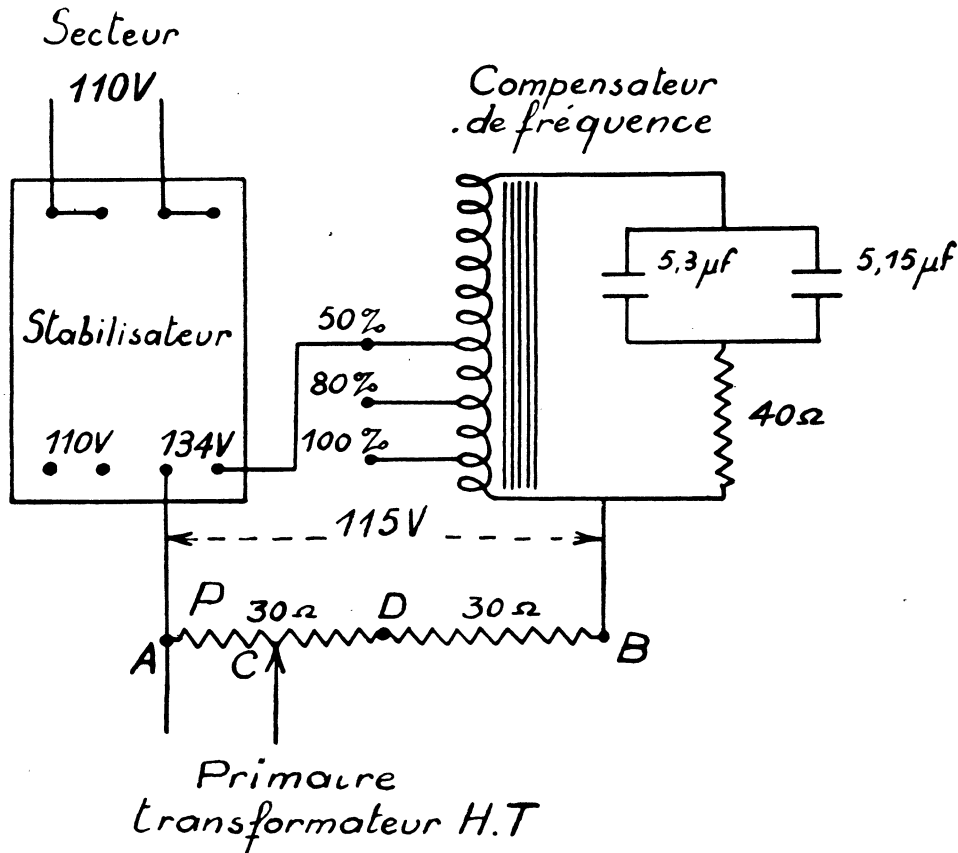 Secteur
110V
Compensateur
de fréquence
5,3µf
5,15µf
Stabilisateur
50%
80%
100%
40Ω
110V
134V
115V
P
30Ω
D
30Ω
A
C
B
Primaire
transformateur H.T